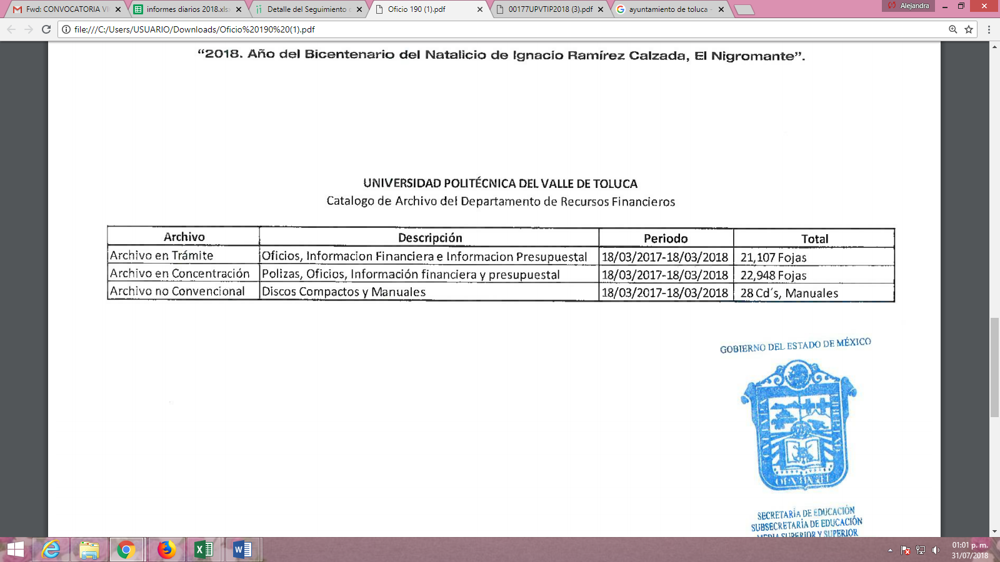 Fwd: CONVOCATORIA VI
informes diarios 2018.xlsx
Detalle del Seguimiento
Oficio 190 (1).pdf
00177UPVTIP2018 (3).pdf
ayuntamiento de toluca -
Alejandra
file:///C:/Users/USUARIO/Downloads/Oficio%20190%20(1).pdf
“2018. Año del Bicentenario del Natalicio de Ignacio Ramírez Calzada, El Nigromante”.
UNIVERSIDAD POLITÉCNICA DEL VALLE DE TOLUCA
Catalogo de Archivo del Departamento de Recursos Financieros
Archivo Descripción Periodo Total
Archivo en Trámite Oficios, Informacion Financiera e Informacion Presupuestal 18/03/2017-18/03/2018 21,107 Fojas
Archivo en Concentración Polizas, Oficios, Información financiera y presupuestal 18/03/2017-18/03/2018 22,948 Fojas
Archivo no Convencional Discos Compactos y Manuales 18/03/2017-18/03/2018 28 Cd´s, Manuales
GOBIERNO DEL ESTADO DE MÉXICO
SECRETARÍA DE EDUCACIÓN
SUBSECRETARÍA DE EDUCACIÓN
MEDIA SUPERIOR Y SUPERIOR
01:01 p. m.
31/07/2018